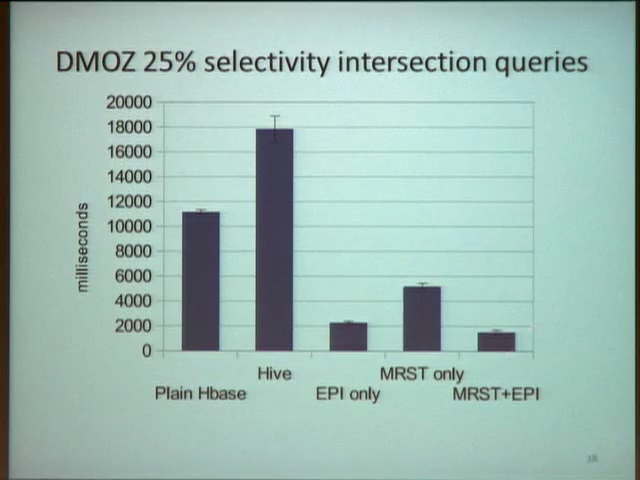 DMOZ 25% selectivity intersection queries
20000
18000
16000
14000
12000
10000
8000
6000
4000
2000
0
milliseconds
Hive
MRST only
Plain Hbase
EPI only
MRST+EPI
38